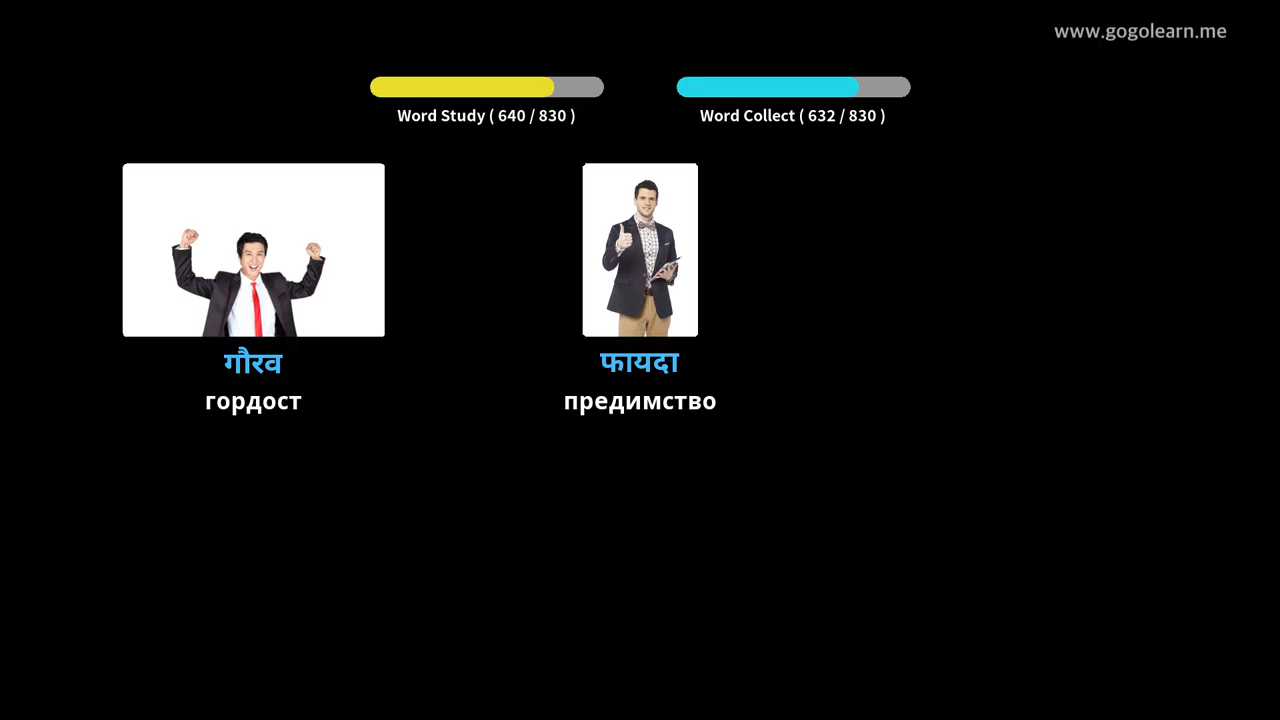 www.gogolearn.me
Word Study ( 640 / 830 )
Word Collect ( 632 / 830 )
गौरव
гордост
फायदा
предимство